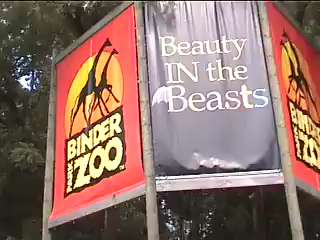 BINDER
PARK
ZOO
Beauty
IN the
Beasts
BINDER
ZOO